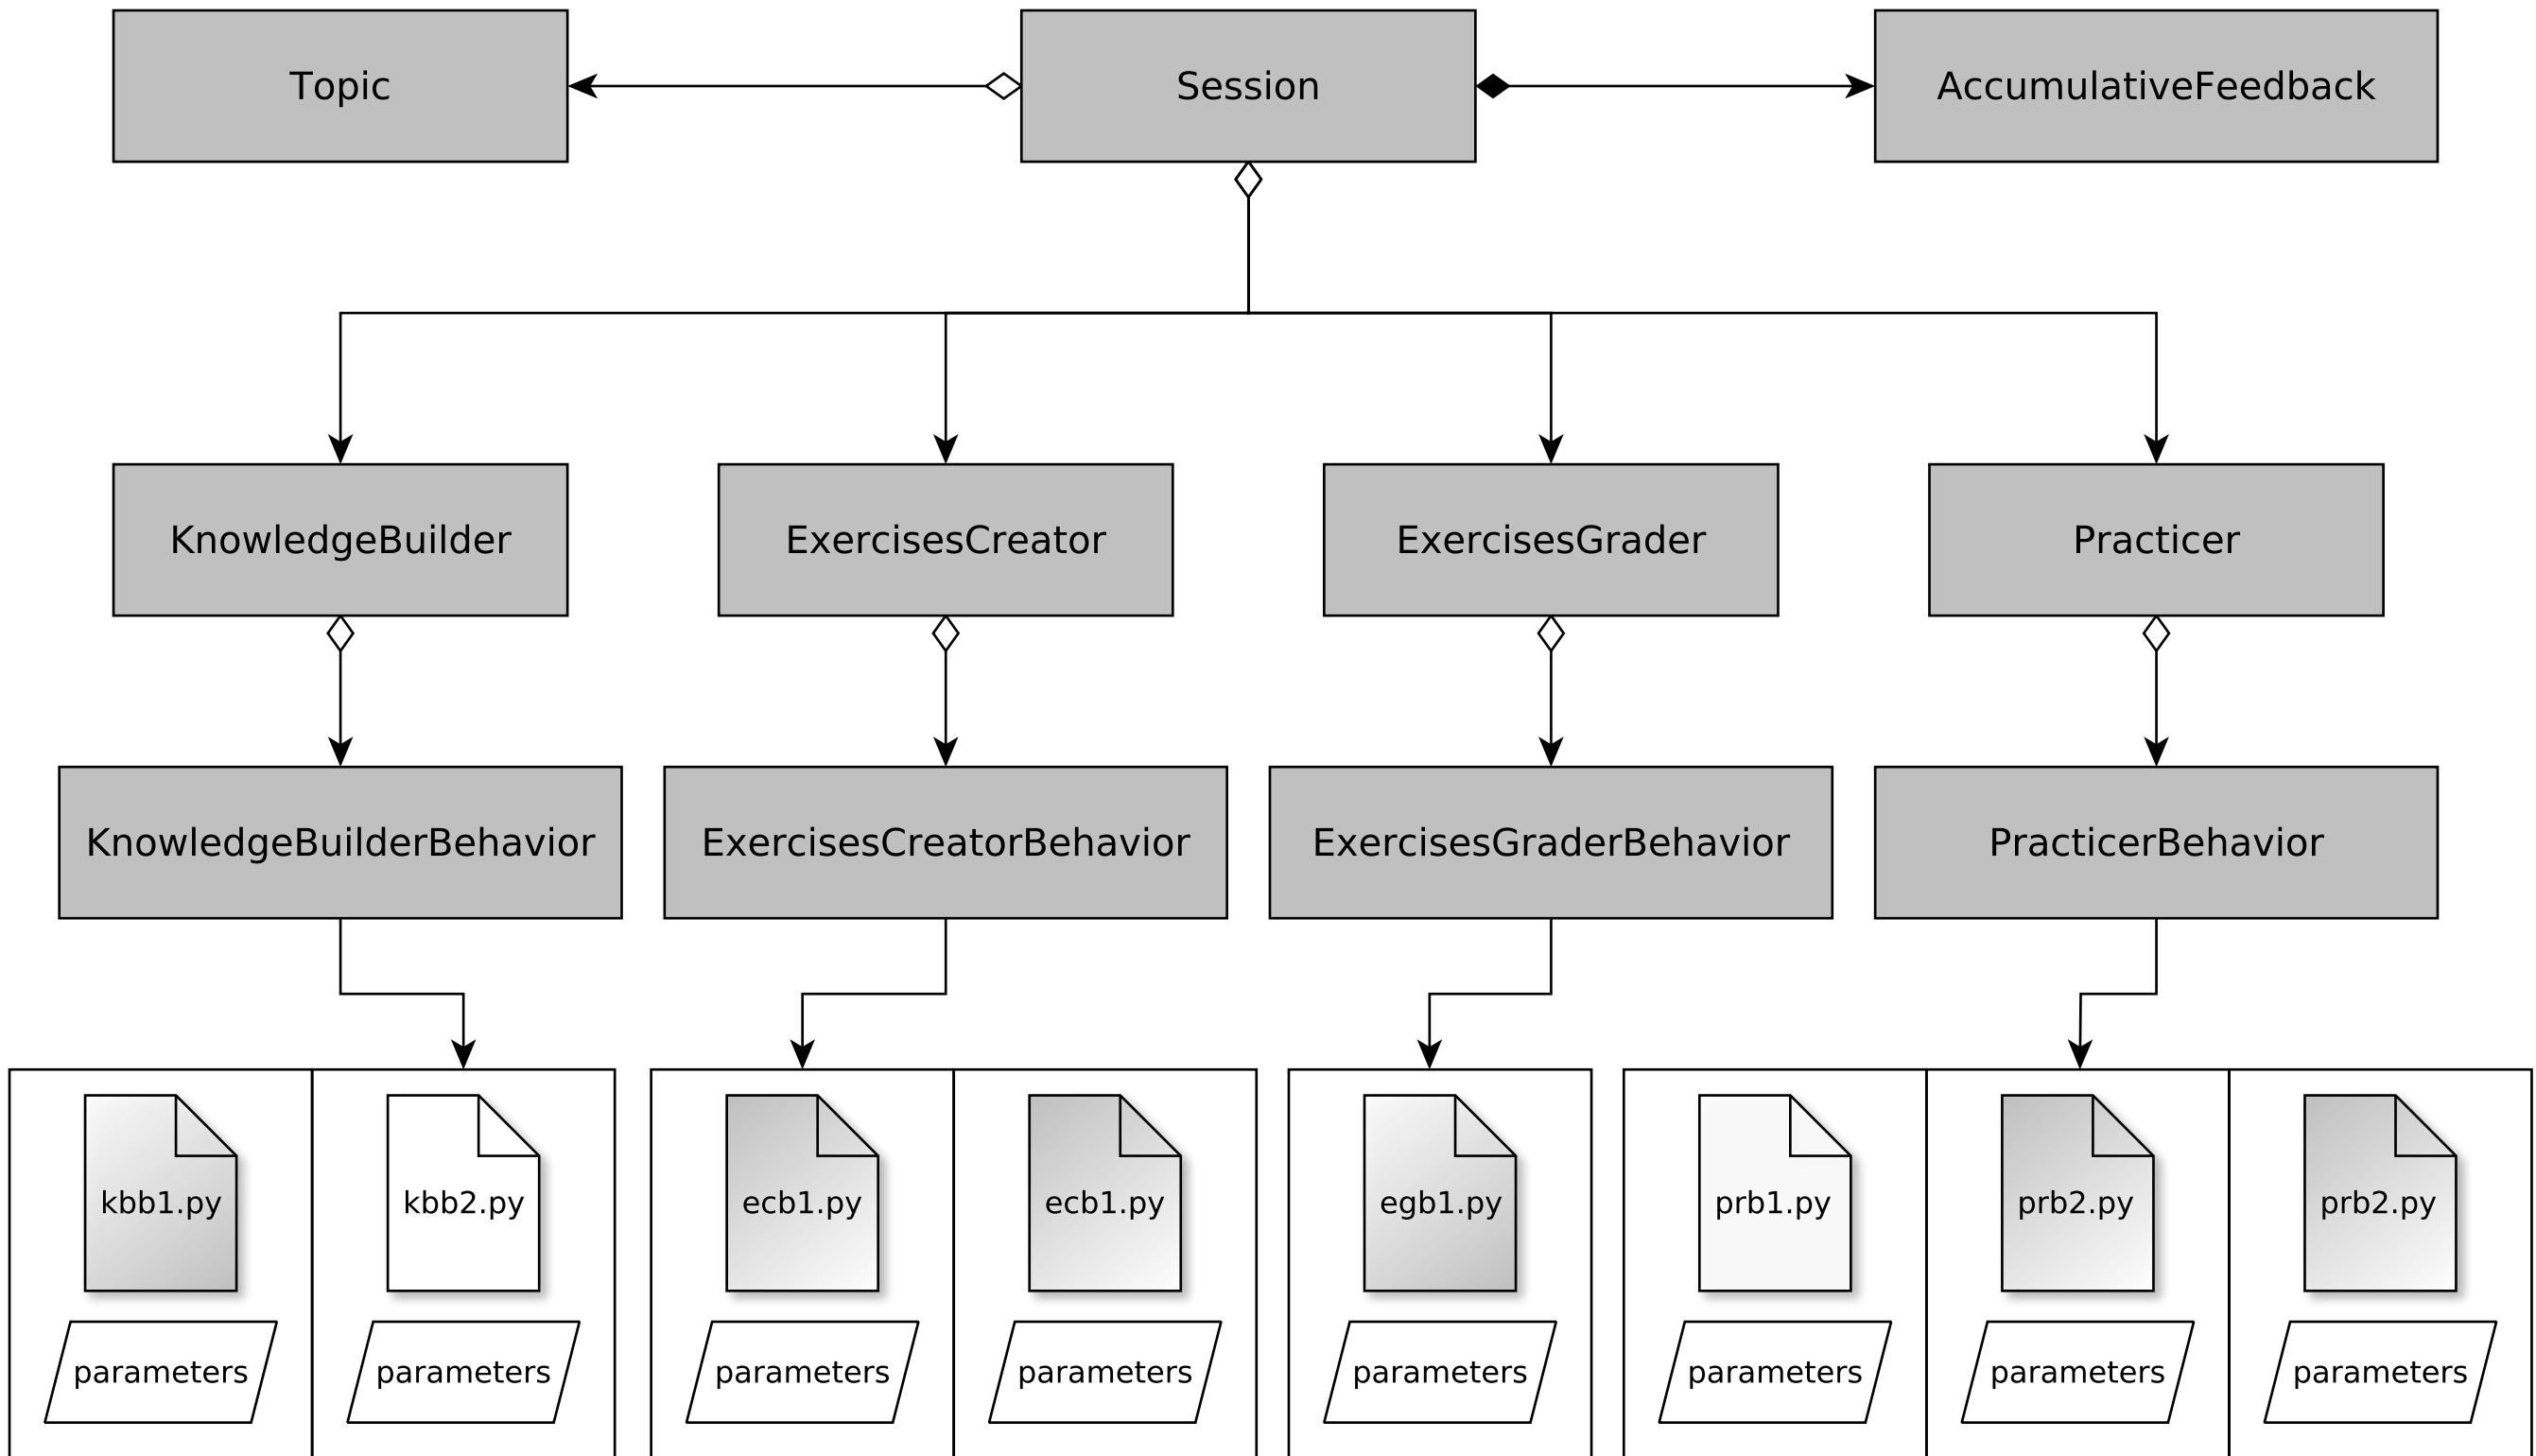 Topic
Session
AccumulativeFeedback
KnowledgeBuilder
ExercisesCreator
ExercisesGrader
Practicer
KnowledgeBuilderBehavior
ExercisesCreatorBehavior
ExercisesGraderBehavior
PracticerBehavior
kbb1.py
kbb2.py
ecb1.py
ecb1.py
egb1.py
prb1.py
prb2.py
prb2.py
parameters
parameters
parameters
parameters
parameters
parameters
parameters
parameters